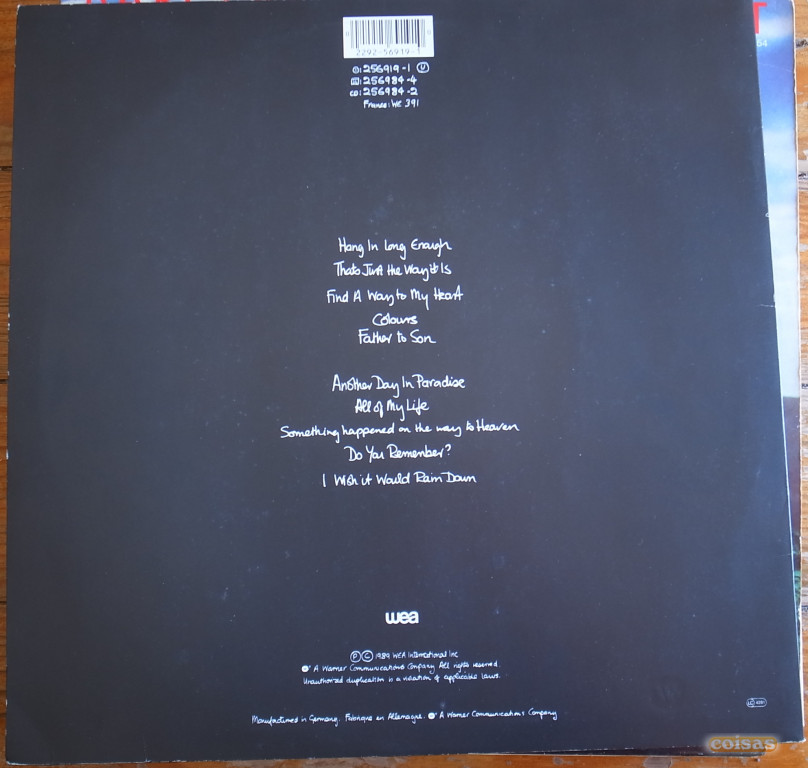 T
04
2292-56919-1
256919-1 U
MC: 256984-4
CD: 256984-2
France: WE 391
Hang In Long Enough
Thats Just the Way it Is
Find A Way to My Heart
Colours
Father to Son
Another Day In Paradise
All of My Life
Something happened on the way to Heaven
Do You Remember?
I Wish it Would Rain Down
wea
Ⓟ Ⓒ 1989 WEA International Inc
A Warner Communications Company All rights reserved.
Unauthorized duplication is a violation of applicable laws.
Manufactured in Germany. Fabriqué en Allemagne. A Warner Communications Company
LC
coisas